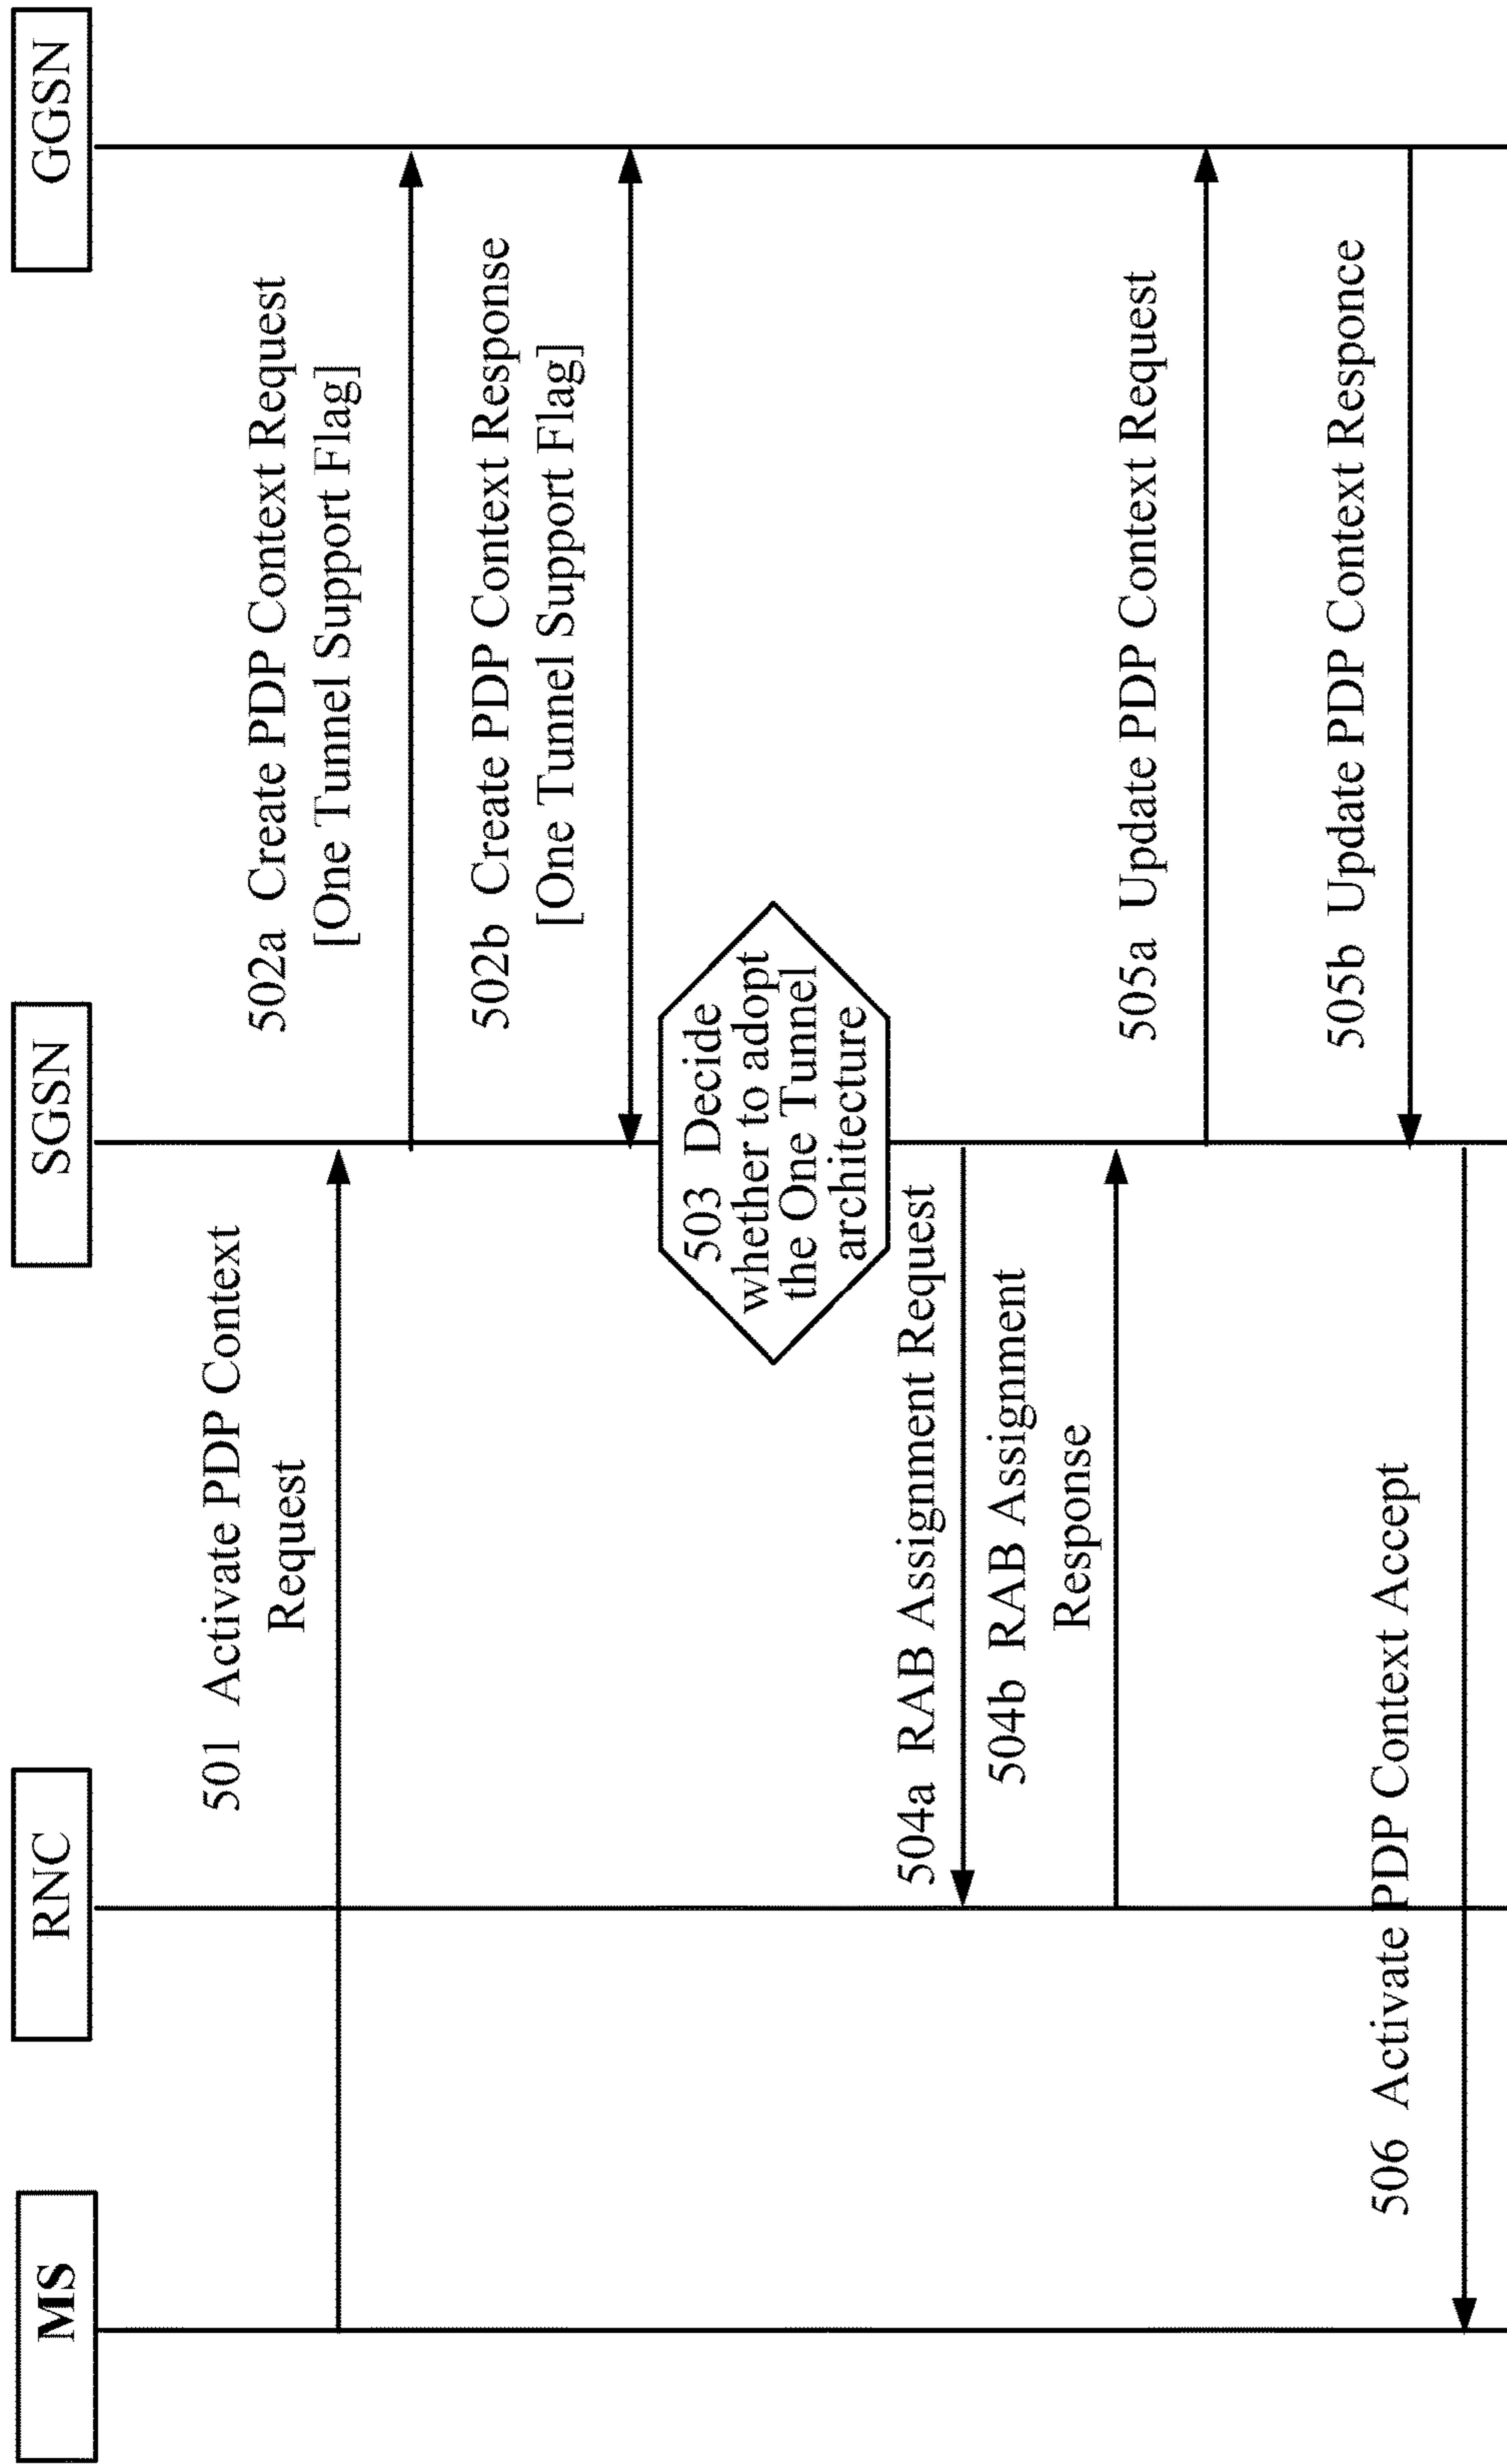 MS
RNC
SGSN
GGSN
501 Activate PDP Context
Request
502a Create PDP Context Request
[One Tunnel Support Flag]
502b Create PDP Context Response
[One Tunnel Support Flag]
503 Decide
whether to adopt
the One Tunnel
architecture
504a RAB Assignment Request
504b RAB Assignment
Response
505a Update PDP Context Request
505b Update PDP Context Responce
506 Activate PDP Context Accept